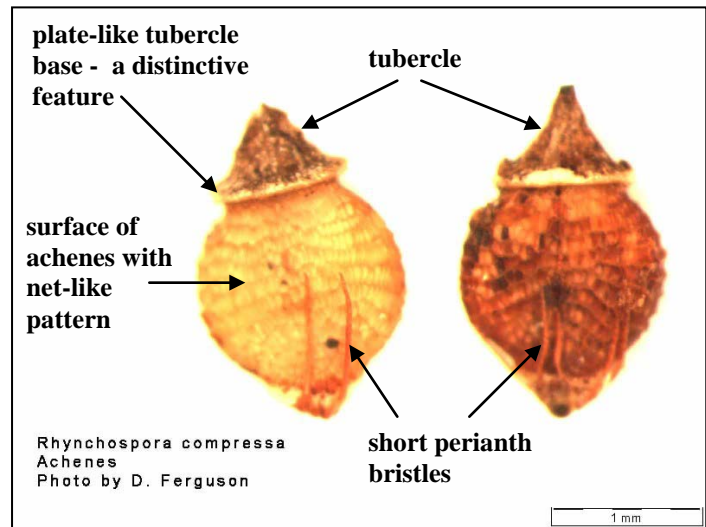 plate-like tubercle
base - a distinctive
feature
tubercle
surface of
achenes with
net-like
pattern
short perianth
bristles
Rhynchospora compressa
Achenes
Photo by D. Ferguson
1 mm